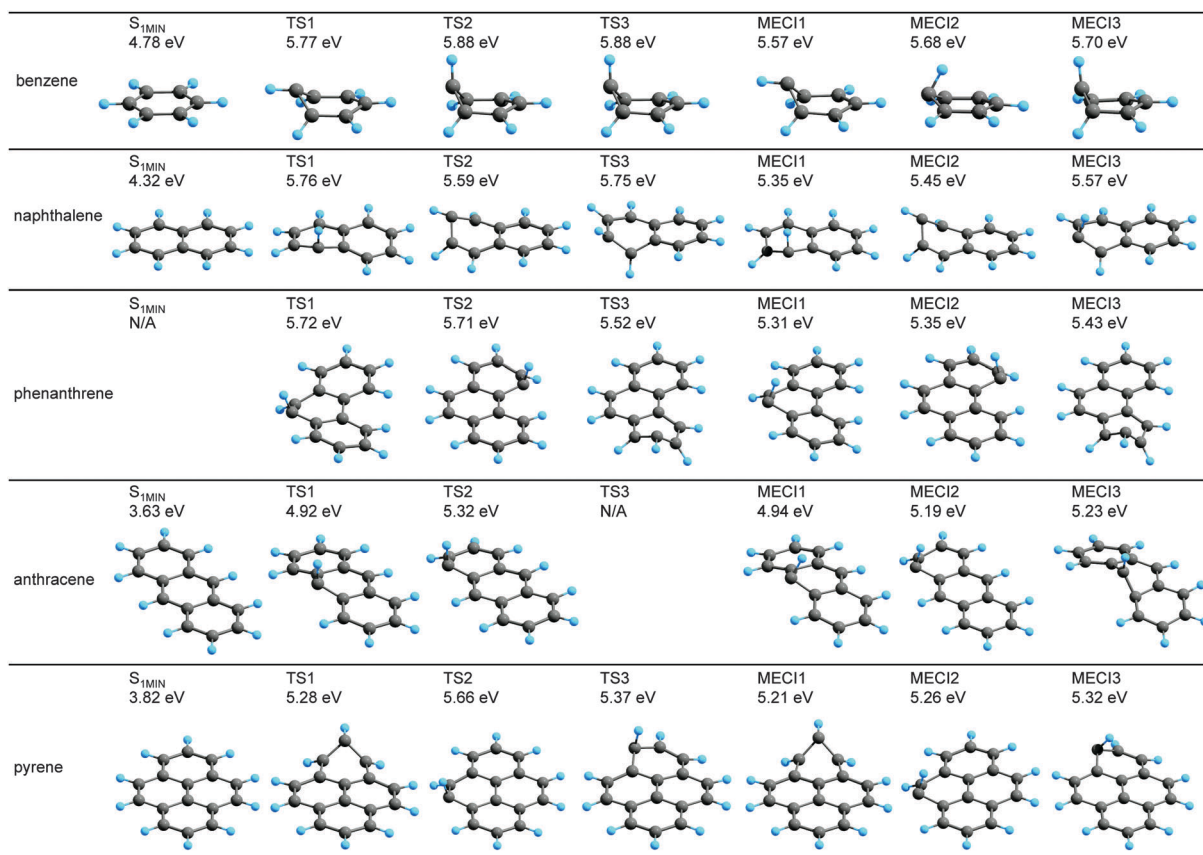 S1MIN TS1 TS2 TS3 MECI1 MECI2 MECI3
4.78 eV 5.77 eV 5.88 eV 5.88 eV 5.57 eV 5.68 eV 5.70 eV
benzene
S1MIN TS1 TS2 TS3 MECI1 MECI2 MECI3
4.32 eV 5.76 eV 5.59 eV 5.75 eV 5.35 eV 5.45 eV 5.57 eV
naphthalene
S1MIN TS1 TS2 TS3 MECI1 MECI2 MECI3
N/A 5.72 eV 5.71 eV 5.52 eV 5.31 eV 5.35 eV 5.43 eV
phenanthrene
S1MIN TS1 TS2 TS3 MECI1 MECI2 MECI3
3.63 eV 4.92 eV 5.32 eV N/A 4.94 eV 5.19 eV 5.23 eV
anthracene
S1MIN TS1 TS2 TS3 MECI1 MECI2 MECI3
3.82 eV 5.28 eV 5.66 eV 5.37 eV 5.21 eV 5.26 eV 5.32 eV
pyrene